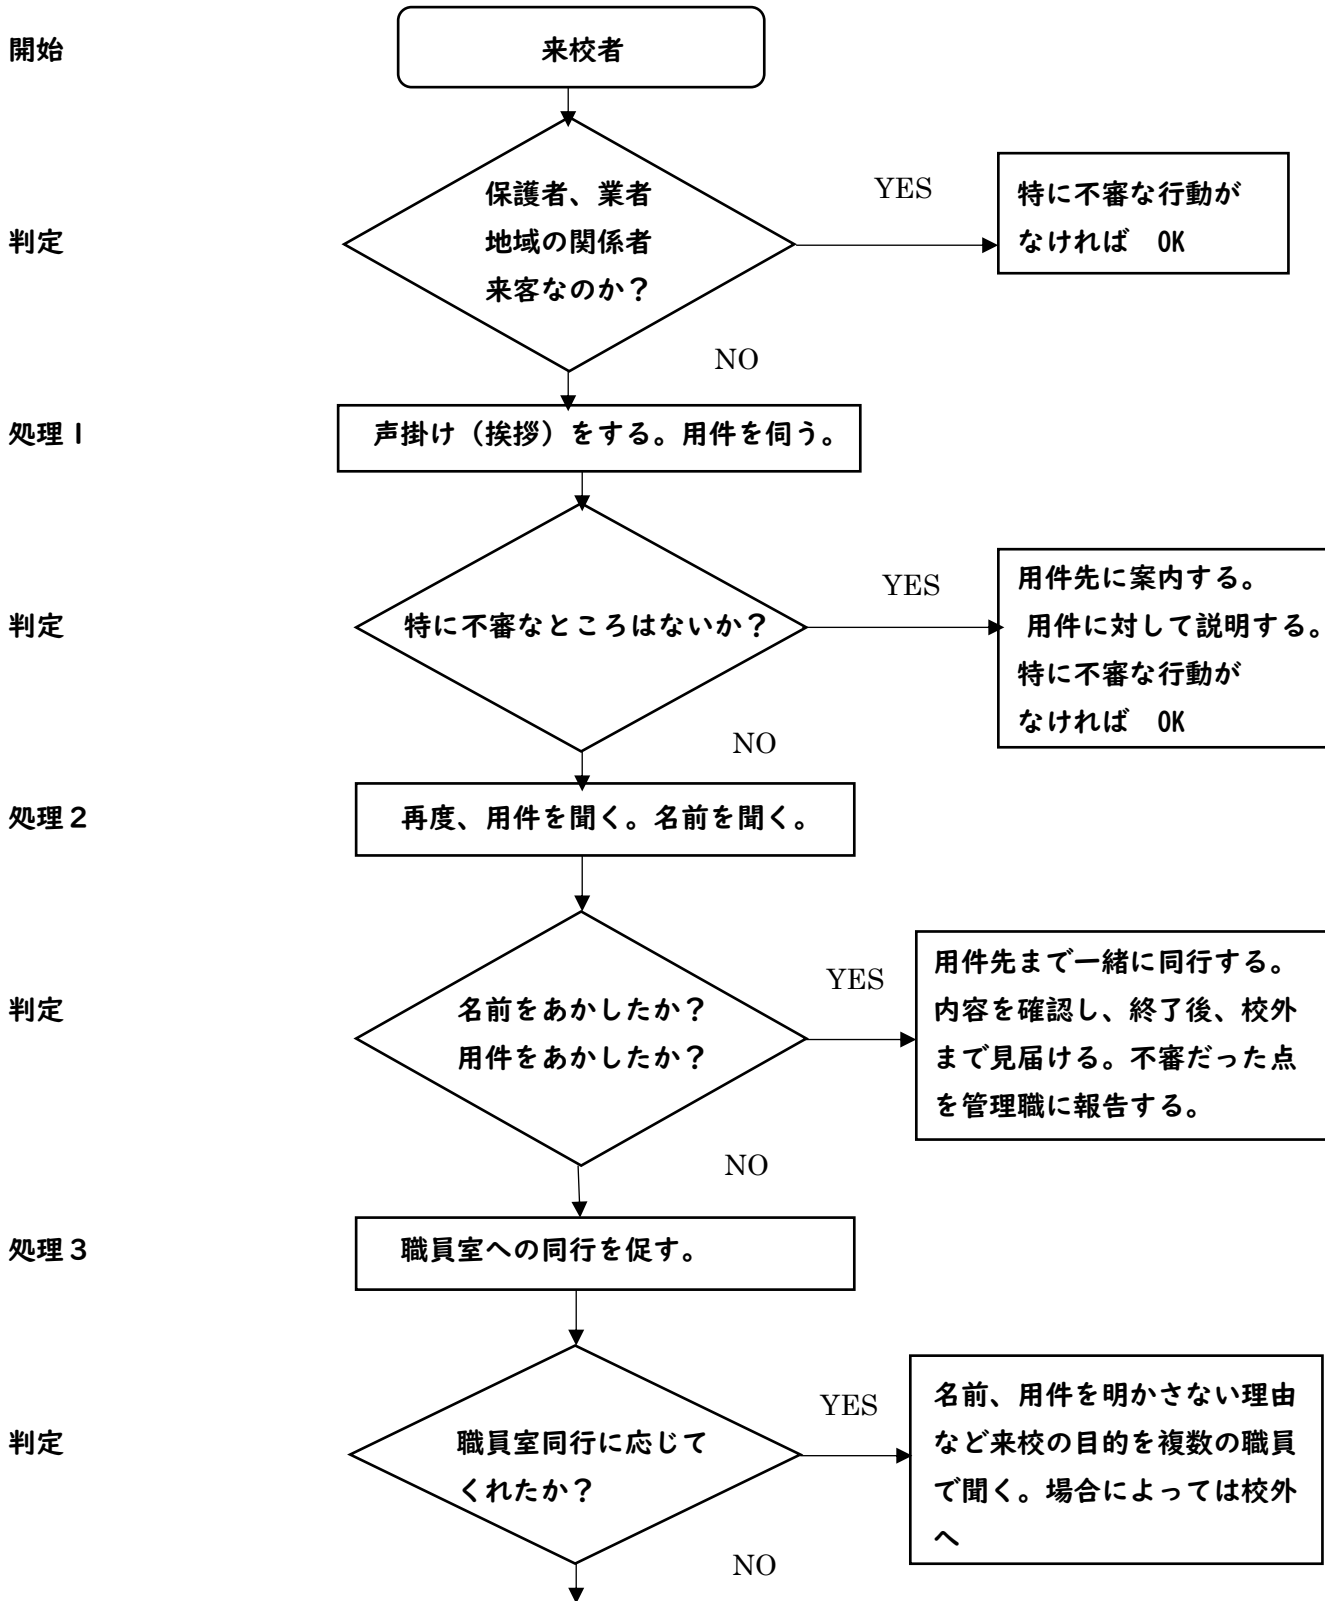 開始
来校者
判定
保護者、業者
地域の関係者
来客なのか？
YES
特に不審な行動が
なければ　OK
NO
処理１
声掛け（挨拶）をする。用件を伺う。
判定
特に不審なところはないか？
YES
用件先に案内する。
用件に対して説明する。
特に不審な行動が
なければ　OK
NO
処理２
再度、用件を聞く。名前を聞く。
判定
名前をあかしたか？
用件をあかしたか？
YES
用件先まで一緒に同行する。
内容を確認し、終了後、校外
まで見届ける。不審だった点
を管理職に報告する。
NO
処理３
職員室への同行を促す。
判定
職員室同行に応じて
くれたか？
YES
名前、用件を明かさない理由
など来校の目的を複数の職員
で聞く。場合によっては校外
へ
NO